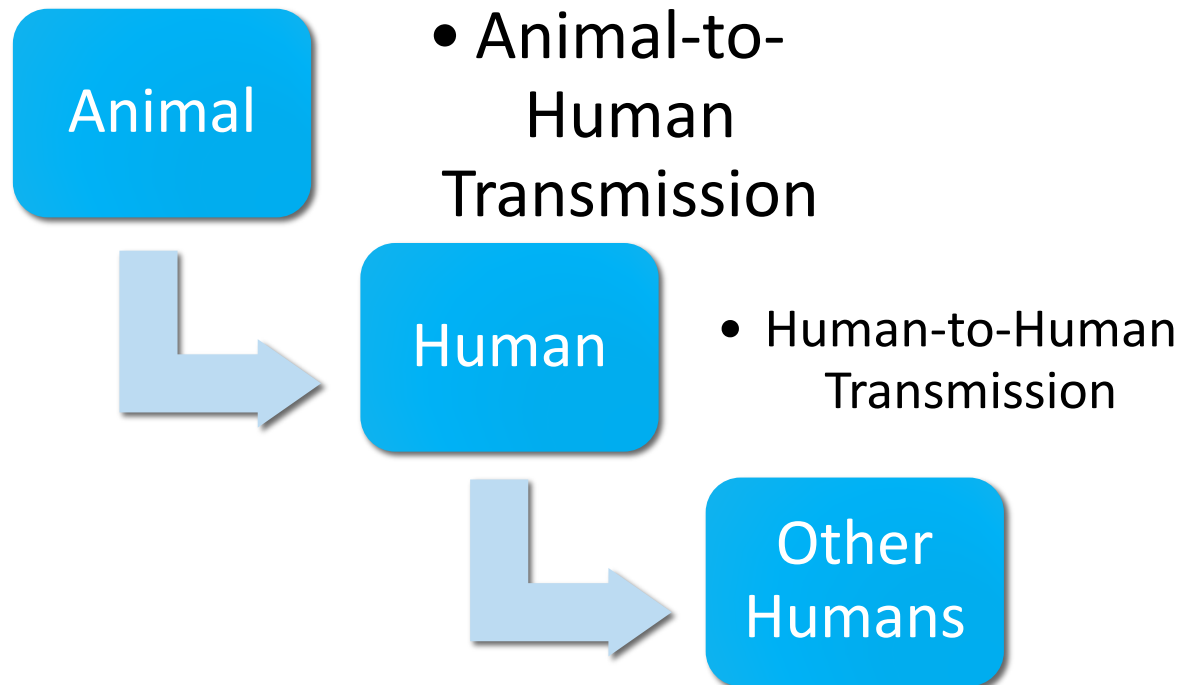 Animal
• Animal-to-
Human
Transmission
Human
• Human-to-Human
Transmission
Other
Humans